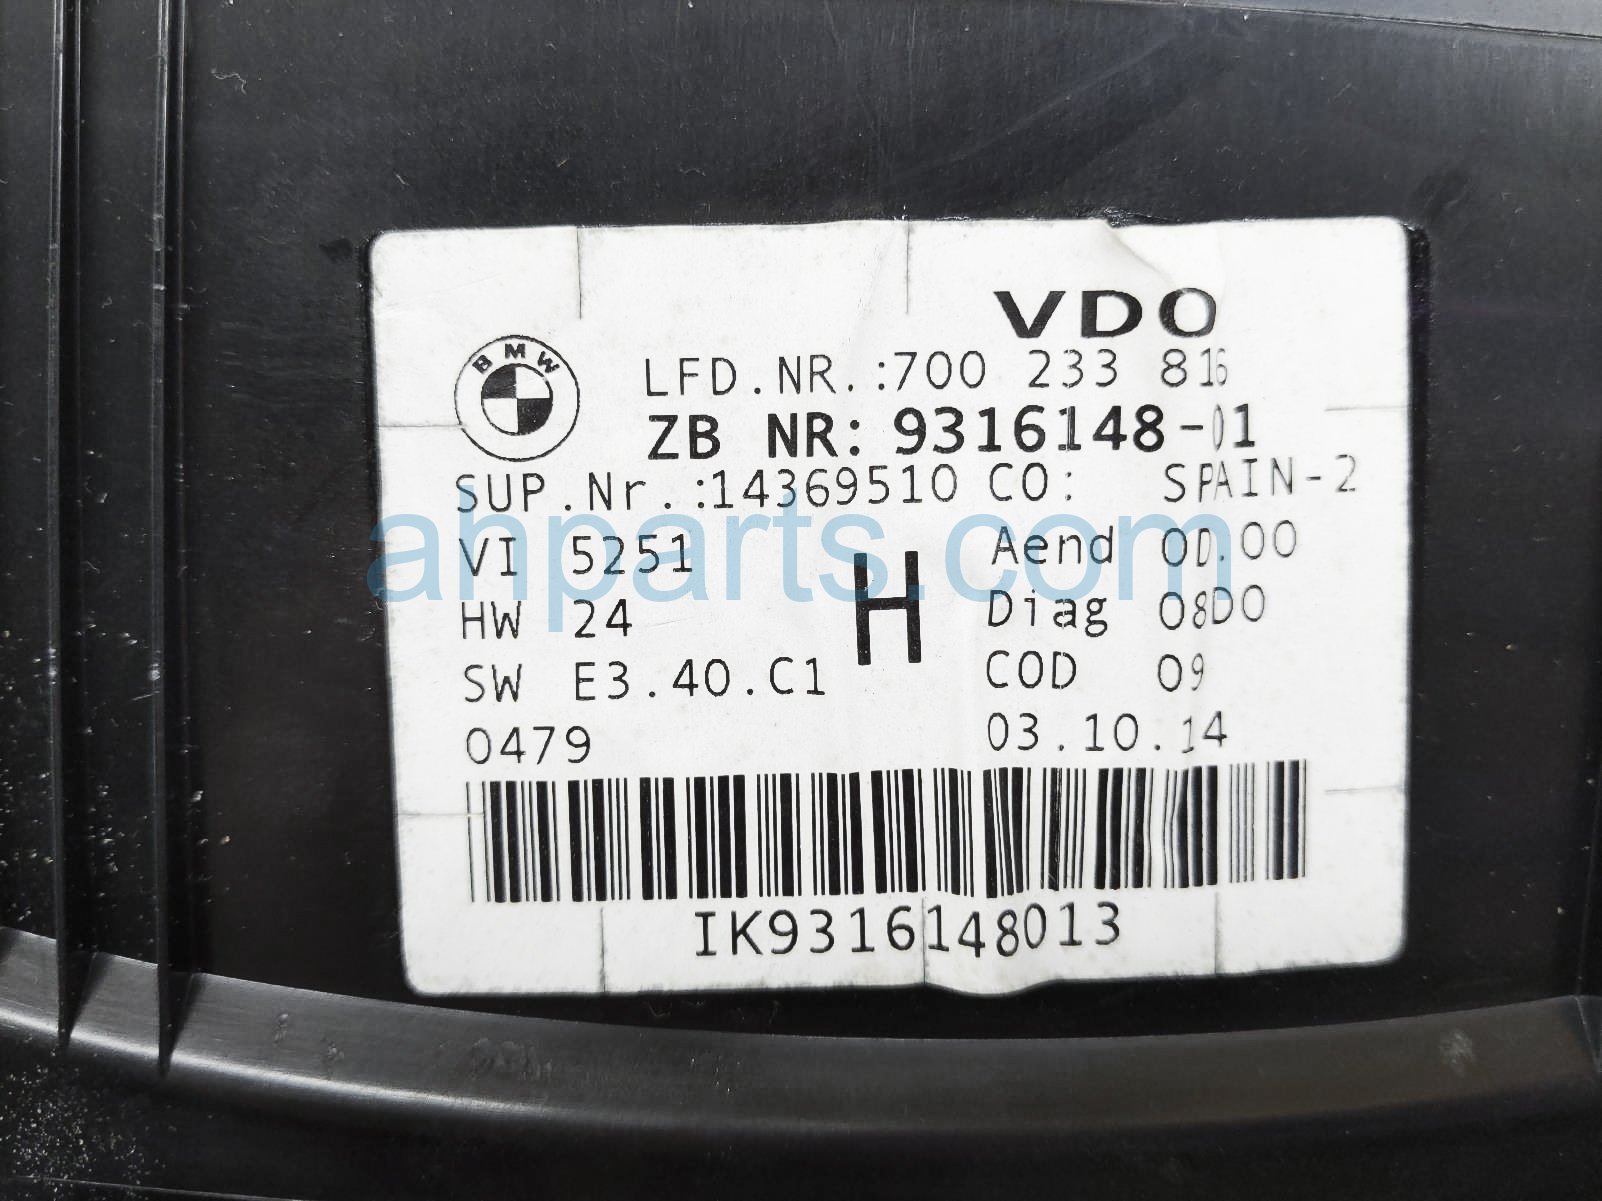 VDO
BMW
LFD.NR.:700 233 816
ZB NR: 9316148-01
SUP.Nr.:14369510 CO: SPAIN-2
VI 5251 Aend 00.00
HW 24 H Diag 08D0
SW E3.40.C1 COD 09
0479 03.10.14
IK9316148013
ahparts.com